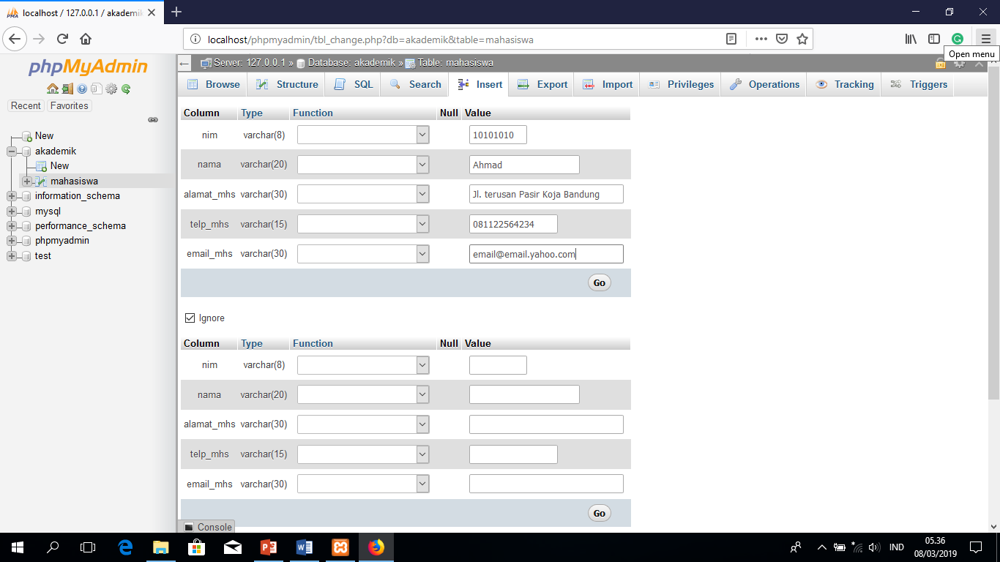 localhost / 127.0.0.1 / akademik
localhost/phpmyadmin/tbl_change.php?db=akademik&table=mahasiswa
Open menu
phpMyAdmin
Recent Favorites
New
akademik
New
mahasiswa
information_schema
mysql
performance_schema
phpmyadmin
test
Server: 127.0.0.1 » Database: akademik » Table: mahasiswa
Browse Structure SQL Search Insert Export Import Privileges Operations Tracking Triggers
Column Type Function Null Value
nim varchar(8) 10101010
nama varchar(20) Ahmad
alamat_mhs varchar(30) Jl. terusan Pasir Koja Bandung
telp_mhs varchar(15) 081122564234
email_mhs varchar(30) email@email.yahoo.com
Go
Ignore
Column Type Function Null Value
nim varchar(8)
nama varchar(20)
alamat_mhs varchar(30)
telp_mhs varchar(15)
email_mhs varchar(30)
Go
Console
IND
05.36
08/03/2019